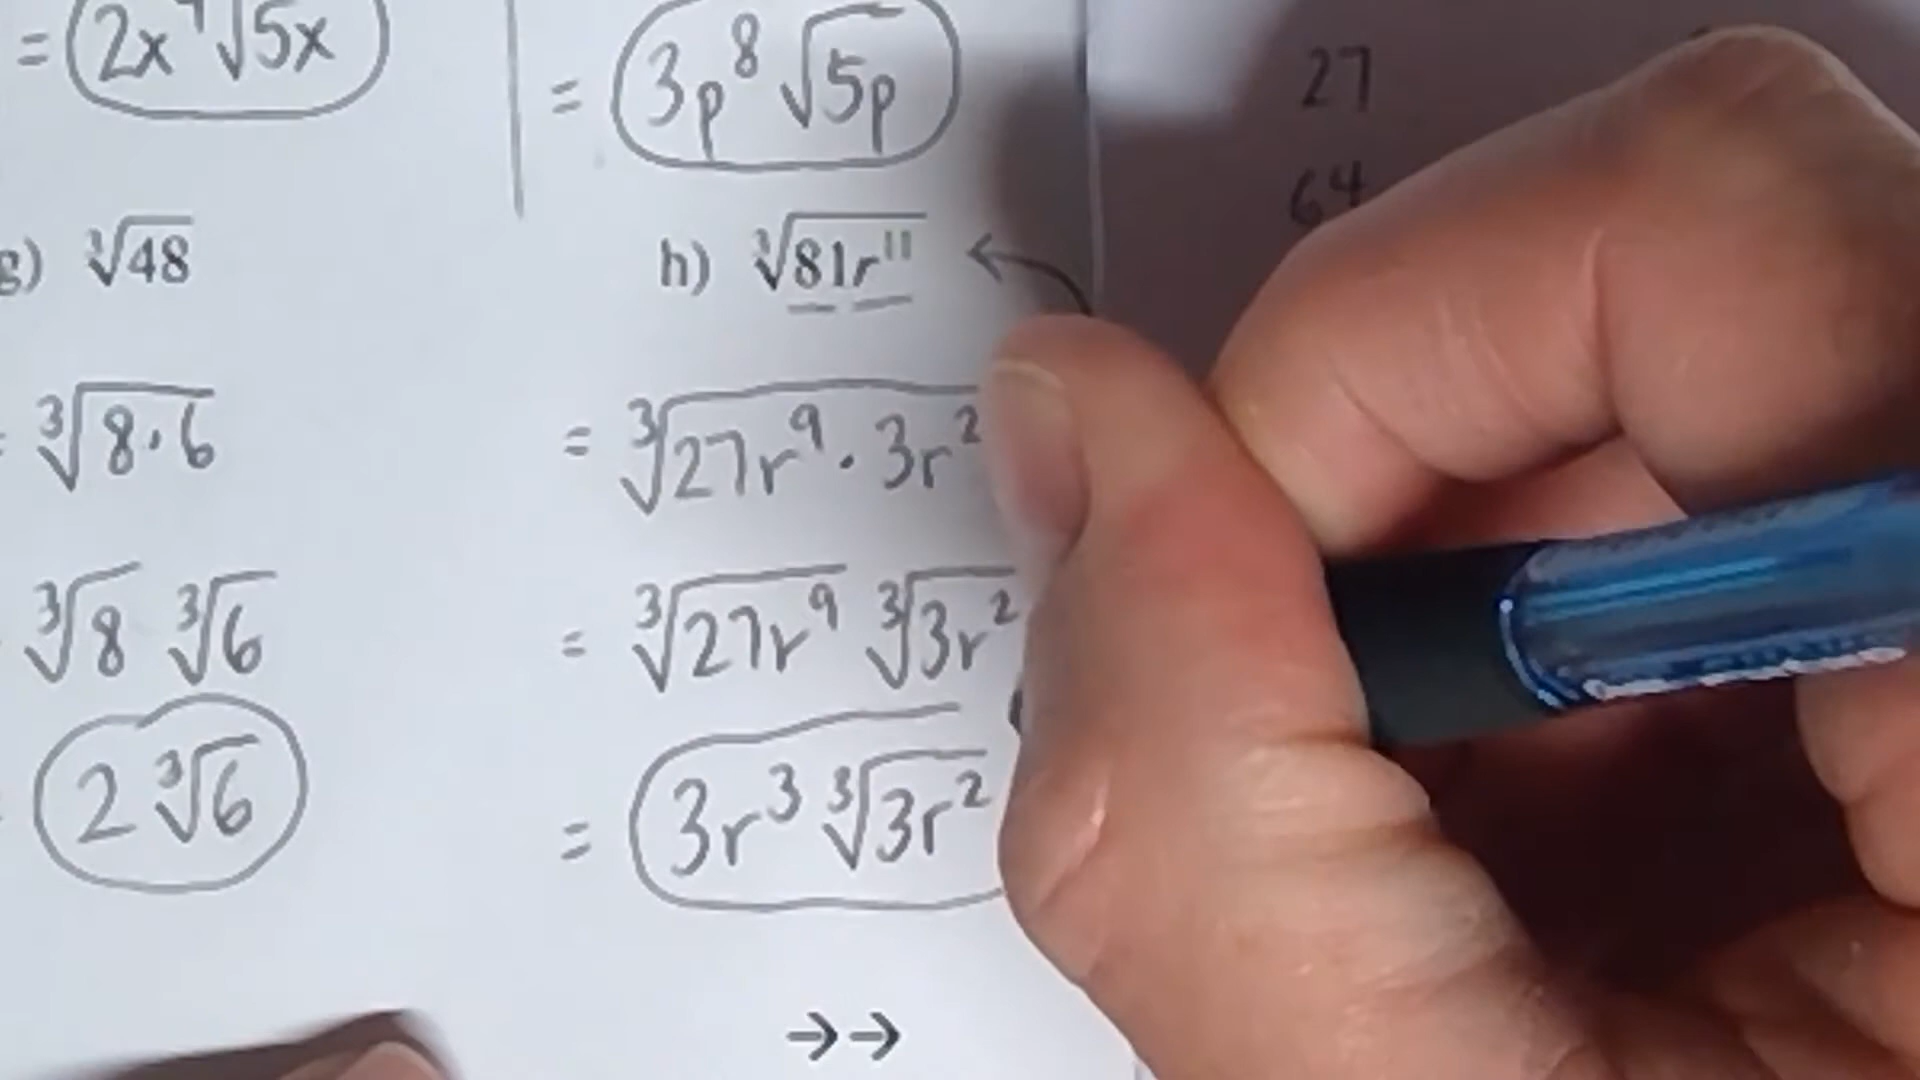 = 2x⁴√5x
= 3p⁸√5p
27
64
g) ∛48
h) ∛81r¹¹ ←
= ∛8·6
= ∛27r⁹·3r²
∛8 ∛6
= ∛27r⁹ ∛3r²
2∛6
= 3r³∛3r²
→→